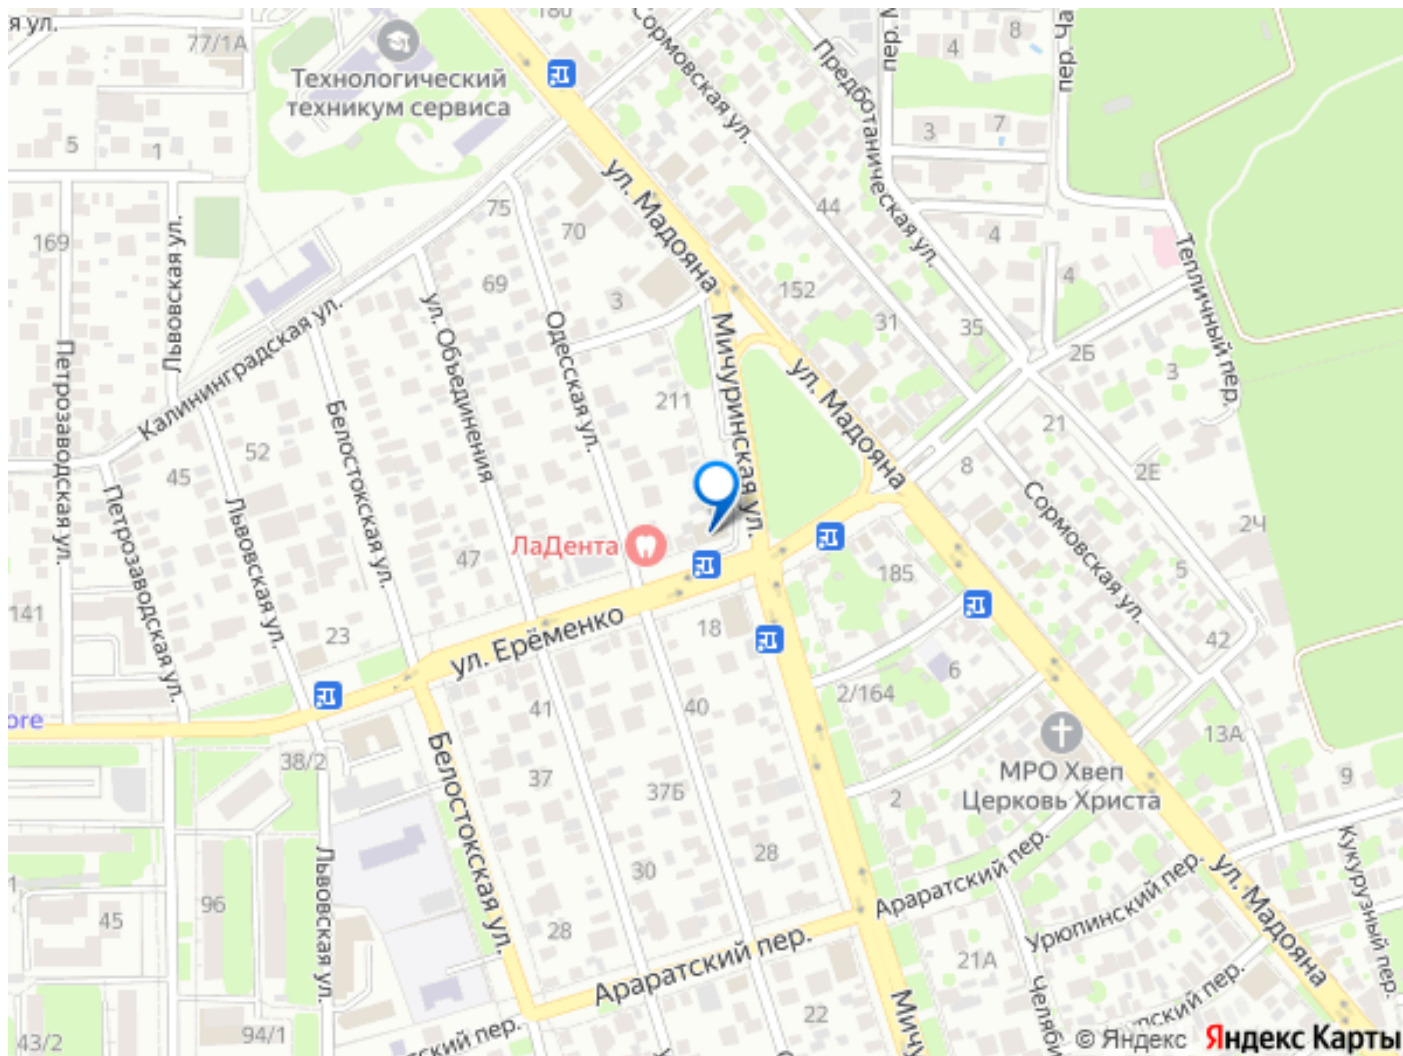 я ул.
77/1А
180
Сормовская ул.
Предботаническая ул.
4
8
Технологический
техникум сервиса
5
1
3
7
169
Львовская ул.
75
70
ул. Мадояна
44
4
4
Тепличный пер.
69
3
152
31
35
2Б
3
Петрозаводская ул.
Калининградская ул.
ул. Объединения
Одесская ул.
Мичуринская ул.
ул. Мадояна
211
21
Белостокская ул.
52
45
8
2Е
Петрозаводская ул.
Львовская ул.
47
ЛаДента
Сормовская ул.
2Ч
185
5
141
23
ул. Ерёменко
18
42
6
2/164
ore
41
40
13А
38/2
Белостокская ул.
37
37Б
МРО Хвеп
Церковь Христа
2
9
Львовская ул.
30
28
Араратский пер.
Урюпинский пер.
ул. Мадояна
Кукурузный пер.
96
45
28
Араратский пер.
21А
22
94/1
43/2
© Яндекс
Яндекс Карты